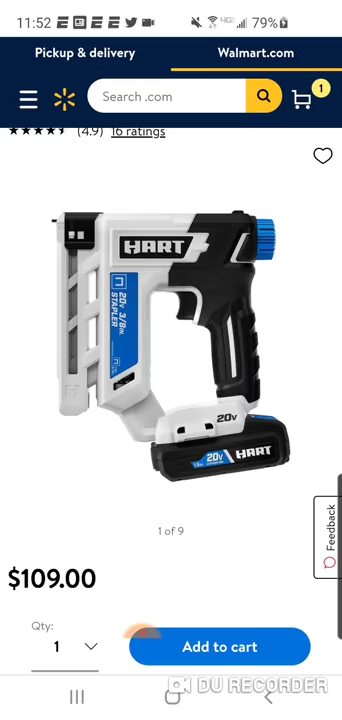 11:52 79%
Pickup & delivery Walmart.com
Search .com 1
(4.9) 16 ratings
HART
20V 3/8 IN.
STAPLER
20V
20V HART
1 of 9
Feedback
$109.00
Qty:
1 Add to cart
DU RECORDER